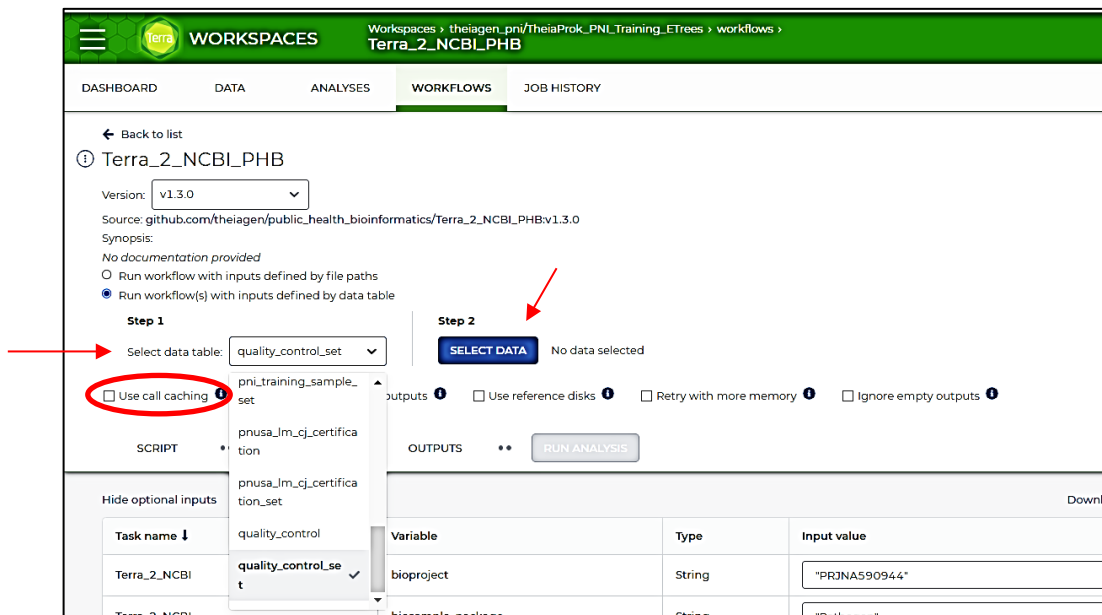 Terra
WORKSPACES
Workspaces › theiagen_pni/TheiaProk_PNI_Training_ETrees › workflows ›
Terra_2_NCBI_PHB
DASHBOARD DATA ANALYSES WORKFLOWS JOB HISTORY
Back to list
Terra_2_NCBI_PHB
Version: v1.3.0
Source: github.com/theiagen/public_health_bioinformatics/Terra_2_NCBI_PHB:v1.3.0
Synopsis:
No documentation provided
Run workflow with inputs defined by file paths
Run workflow(s) with inputs defined by data table
Step 1 Step 2
Select data table: quality_control_set SELECT DATA No data selected
Use call caching outputs Use reference disks Retry with more memory Ignore empty outputs
pni_training_sample_
set
pnusa_lm_cj_certifica
tion
pnusa_lm_cj_certifica
tion_set
quality_control
quality_control_se
t
SCRIPT OUTPUTS RUN ANALYSIS
Hide optional inputs Downl
Task name Variable Type Input value
Terra_2_NCBI bioproject String "PRJNA590944"